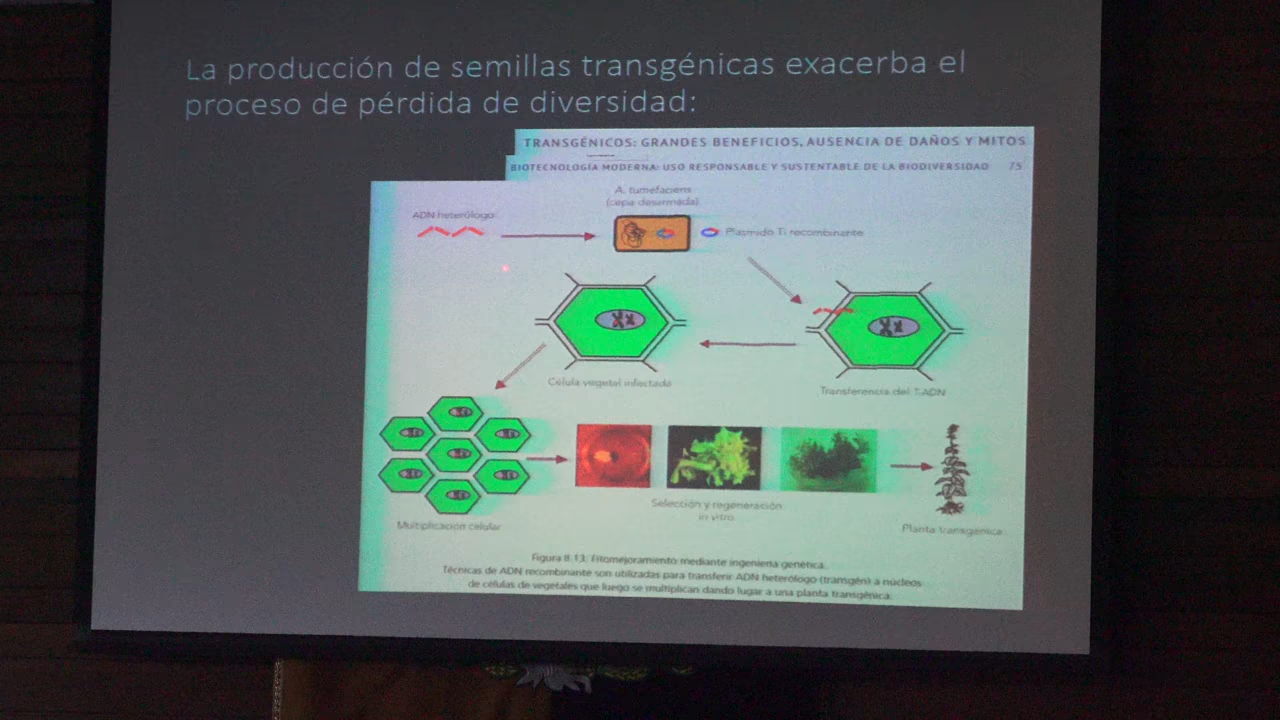 La producción de semillas transgénicas exacerba el
proceso de pérdida de diversidad:
TRANSGÉNICOS: GRANDES BENEFICIOS, AUSENCIA DE DAÑOS Y MITOS
BIOTECNOLOGÍA MODERNA: USO RESPONSABLE Y SUSTENTABLE DE LA BIODIVERSIDAD 75
A. tumefaciens
(cepa desarmada)
ADN heterólogo
Plásmido Ti recombinante
Célula vegetal infectada
Transferencia del T-ADN
Multiplicación celular
Selección y regeneración
in vitro
Planta transgénica
Figura II.13. Fitomejoramiento mediante ingeniería genética.
Técnicas de ADN recombinante son utilizadas para transferir ADN heterólogo (transgén) a núcleos
de células de vegetales que luego se multiplican dando lugar a una planta transgénica.